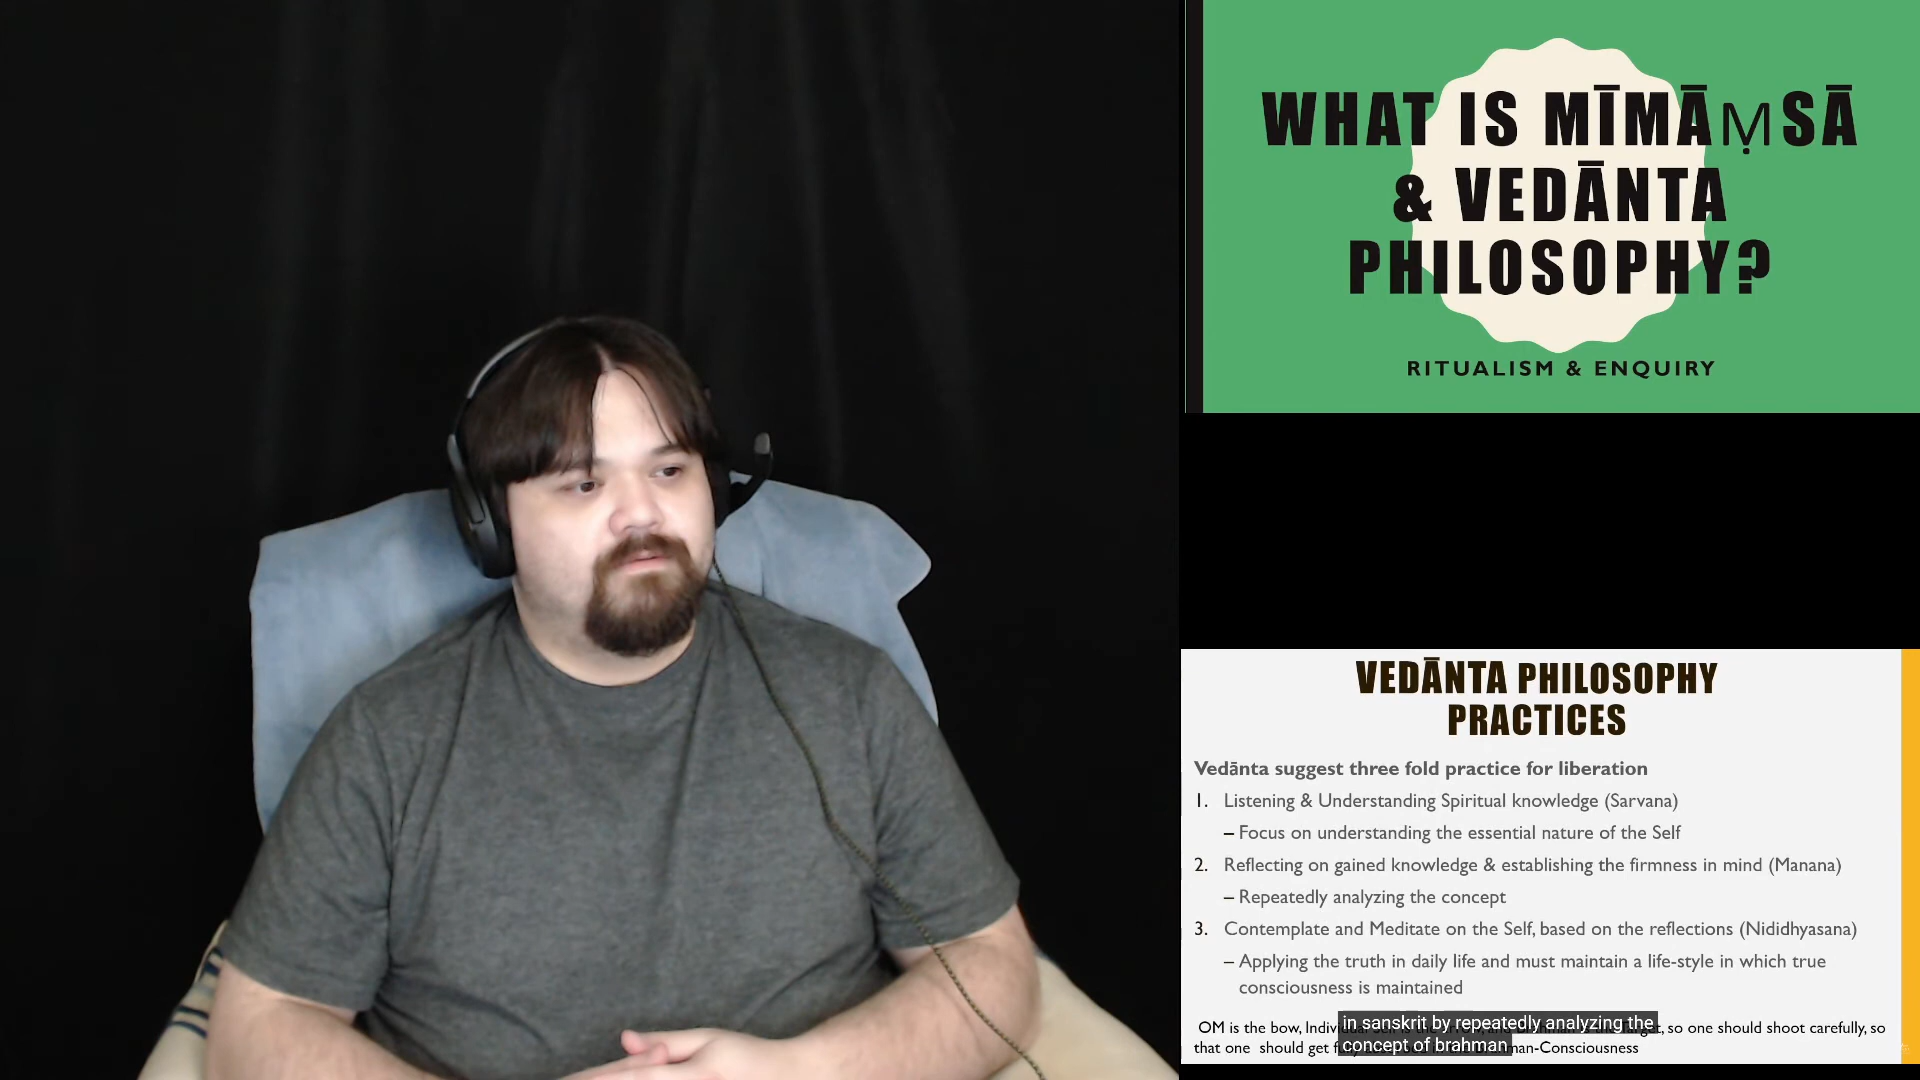 WHAT IS MĪMĀṂSĀ
& VEDĀNTA
PHILOSOPHY?
RITUALISM & ENQUIRY
VEDĀNTA PHILOSOPHY
PRACTICES
Vedānta suggest three fold practice for liberation
1. Listening & Understanding Spiritual knowledge (Sarvana)
– Focus on understanding the essential nature of the Self
2. Reflecting on gained knowledge & establishing the firmness in mind (Manana)
– Repeatedly analyzing the concept
3. Contemplate and Meditate on the Self, based on the reflections (Nididhyasana)
– Applying the truth in daily life and must maintain a life-style in which true
consciousness is maintained
OM is the bow, so one should shoot carefully, so
that one should get
in sanskrit by repeatedly analyzing the
concept of brahman